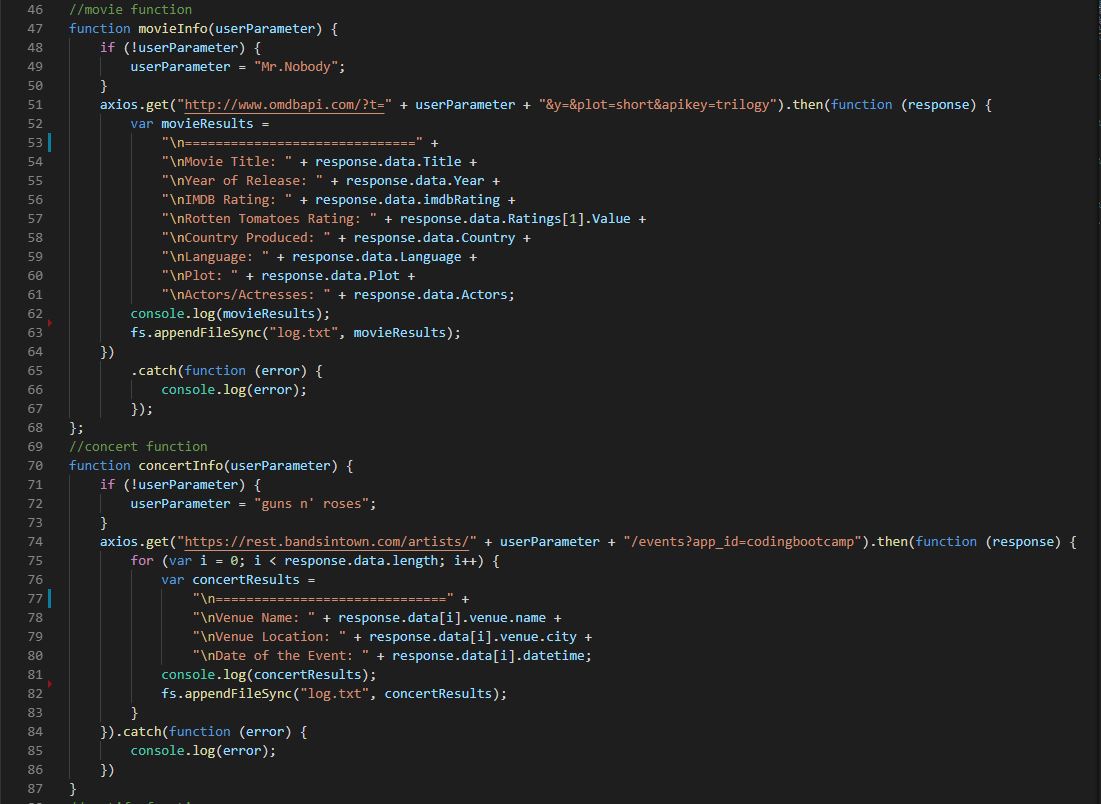 46 //movie function
47 function movieInfo(userParameter) {
48 if (!userParameter) {
49 userParameter = "Mr.Nobody";
50 }
51 axios.get("http://www.omdbapi.com/?t=" + userParameter + "&y=&plot=short&apikey=trilogy").then(function (response) {
52 var movieResults =
53 "\n==============================" +
54 "\nMovie Title: " + response.data.Title +
55 "\nYear of Release: " + response.data.Year +
56 "\nIMDB Rating: " + response.data.imdbRating +
57 "\nRotten Tomatoes Rating: " + response.data.Ratings[1].Value +
58 "\nCountry Produced: " + response.data.Country +
59 "\nLanguage: " + response.data.Language +
60 "\nPlot: " + response.data.Plot +
61 "\nActors/Actresses: " + response.data.Actors;
62 console.log(movieResults);
63 fs.appendFileSync("log.txt", movieResults);
64 })
65 .catch(function (error) {
66 console.log(error);
67 });
68 };
69 //concert function
70 function concertInfo(userParameter) {
71 if (!userParameter) {
72 userParameter = "guns n' roses";
73 }
74 axios.get("https://rest.bandsintown.com/artists/" + userParameter + "/events?app_id=codingbootcamp").then(function (response) {
75 for (var i = 0; i < response.data.length; i++) {
76 var concertResults =
77 "\n==============================" +
78 "\nVenue Name: " + response.data[i].venue.name +
79 "\nVenue Location: " + response.data[i].venue.city +
80 "\nDate of the Event: " + response.data[i].datetime;
81 console.log(concertResults);
82 fs.appendFileSync("log.txt", concertResults);
83 }
84 }).catch(function (error) {
85 console.log(error);
86 })
87 }